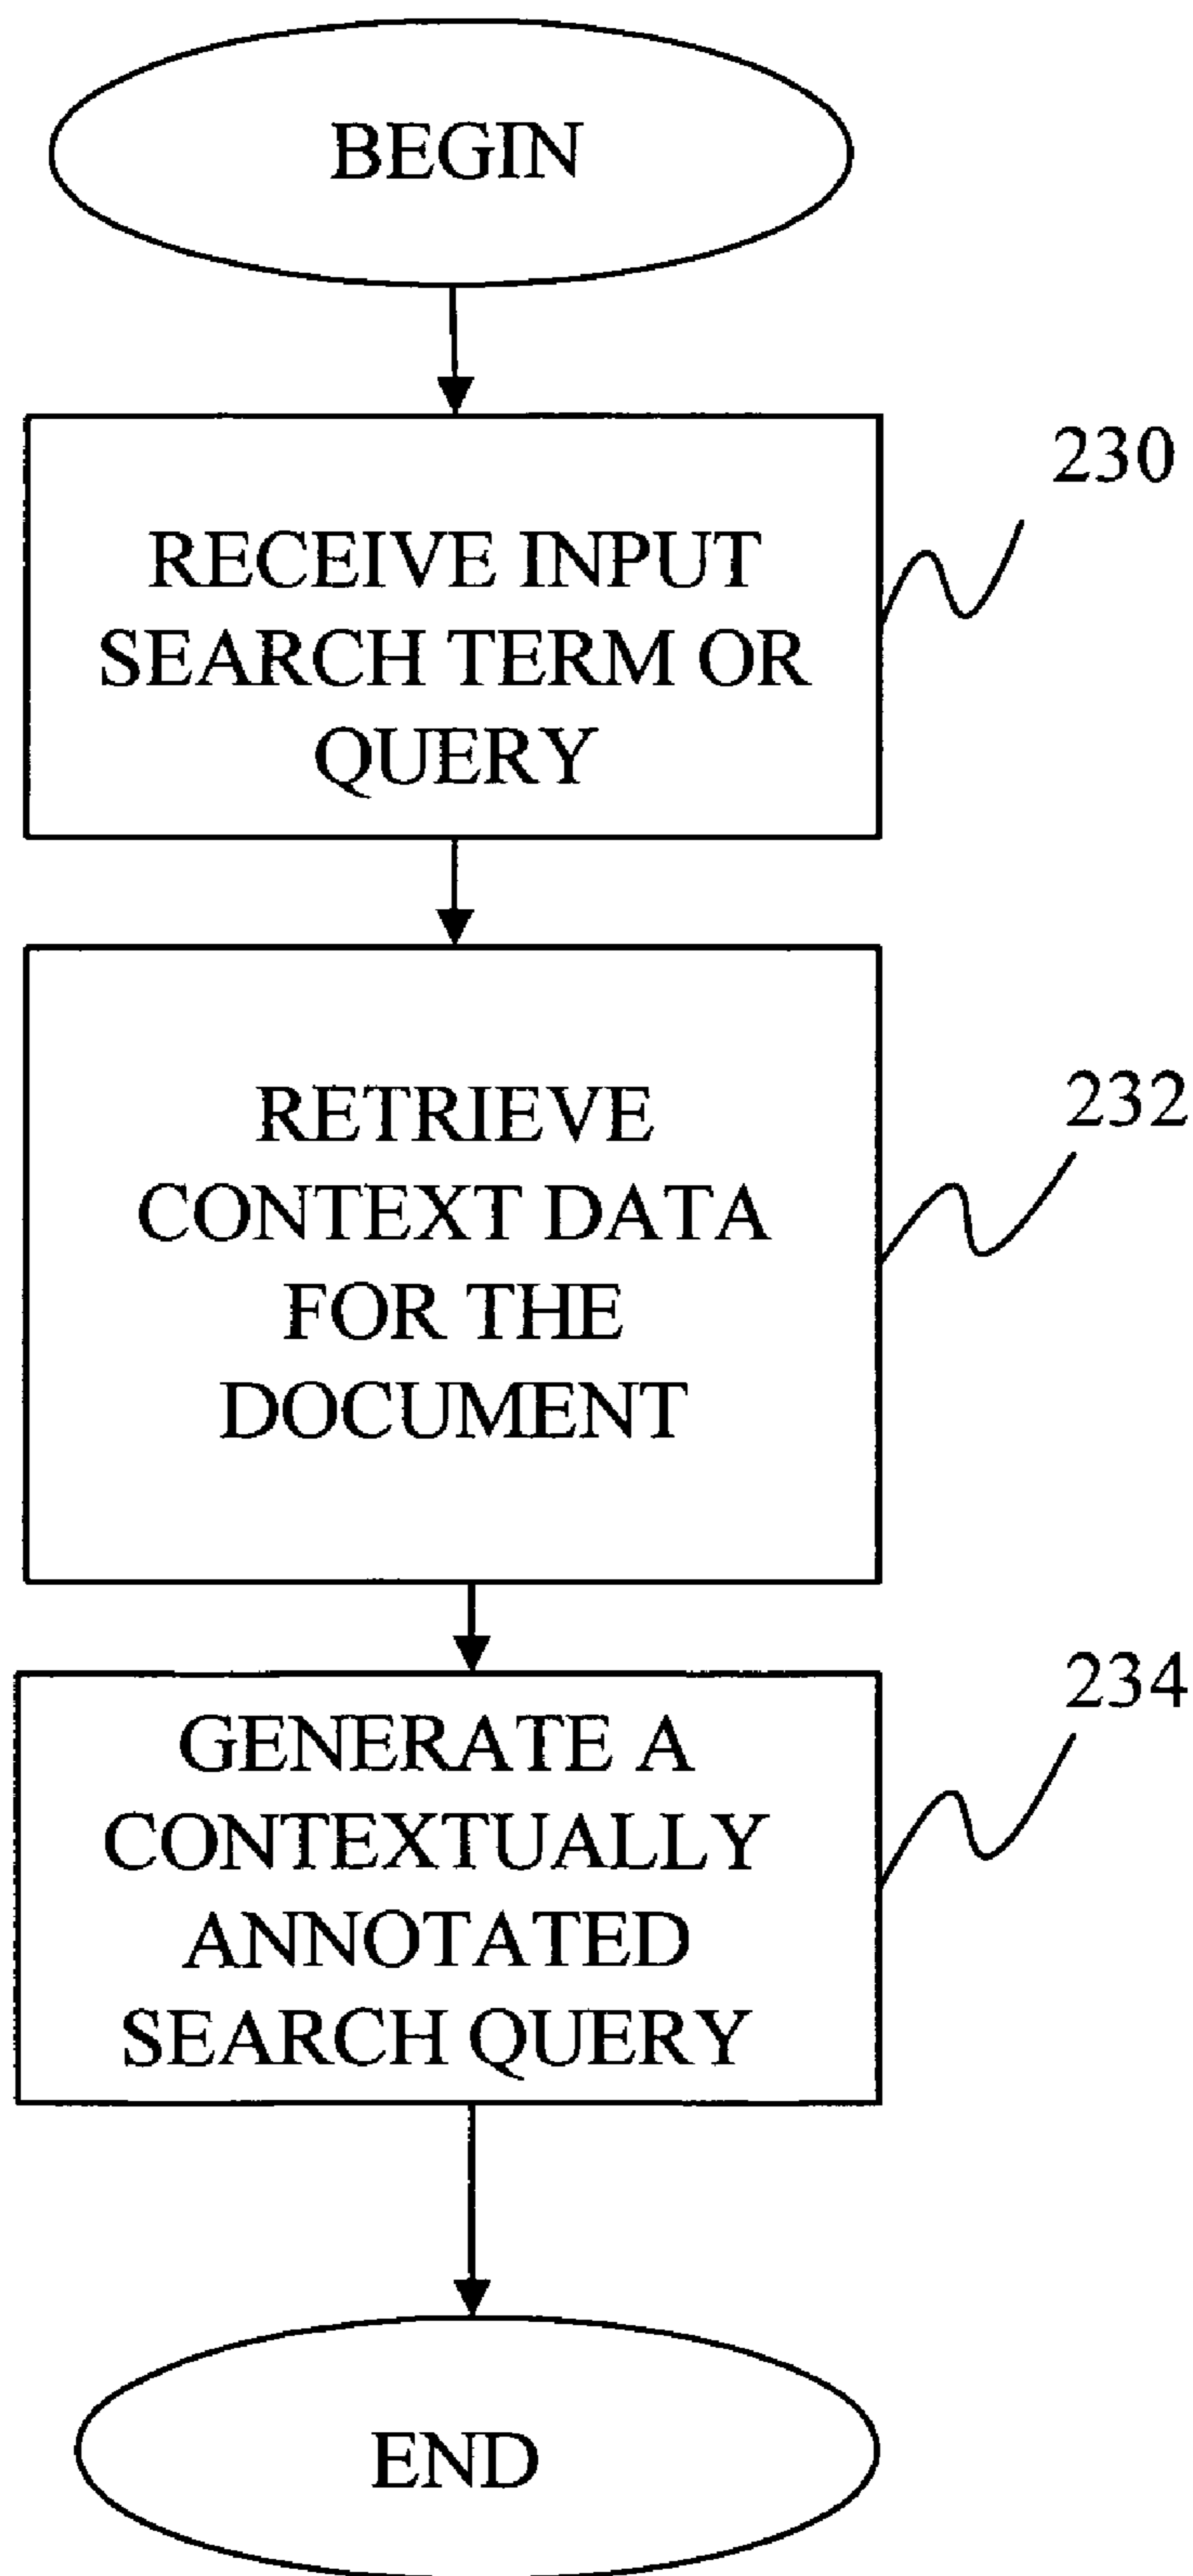 BEGIN
230
RECEIVE INPUT
SEARCH TERM OR
QUERY
232
RETRIEVE
CONTEXT DATA
FOR THE
DOCUMENT
234
GENERATE A
CONTEXTUALLY
ANNOTATED
SEARCH QUERY
END